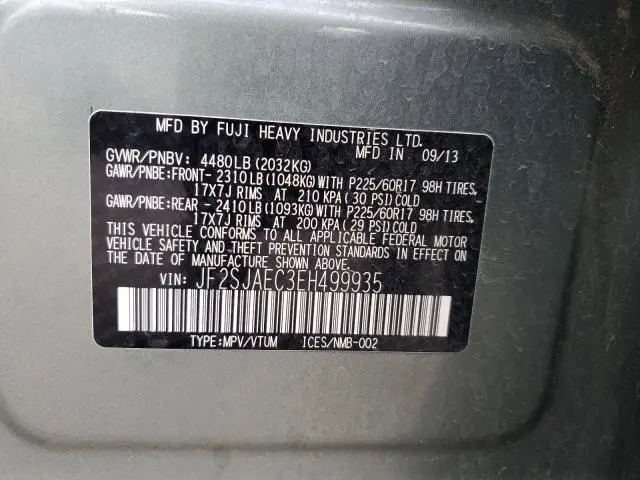 MFD BY FUJI HEAVY INDUSTRIES LTD.
MFD IN 09/13
GVWR/PNBV: 4480LB(2032KG)
GAWR/PNBE:FRONT- 2310LB(1048KG)WITH P225/60R17 98H TIRES,
17X7J RIMS AT 210 KPA( 30 PSI)COLD
GAWR/PNBE:REAR - 2410LB(1093KG)WITH P225/60R17 98H TIRES,
17X7J RIMS AT 200 KPA( 29 PSI)COLD
THIS VEHICLE CONFORMS TO ALL APPLICABLE FEDERAL MOTOR
VEHICLE SAFETY AND THEFT PREVENTION STANDARDS IN EFFECT
ON THE DATE OF MANUFACTURE SHOWN ABOVE.
VIN: JF2SJAEC3EH499935
TYPE:MPV/VTUM ICES/NMB-002